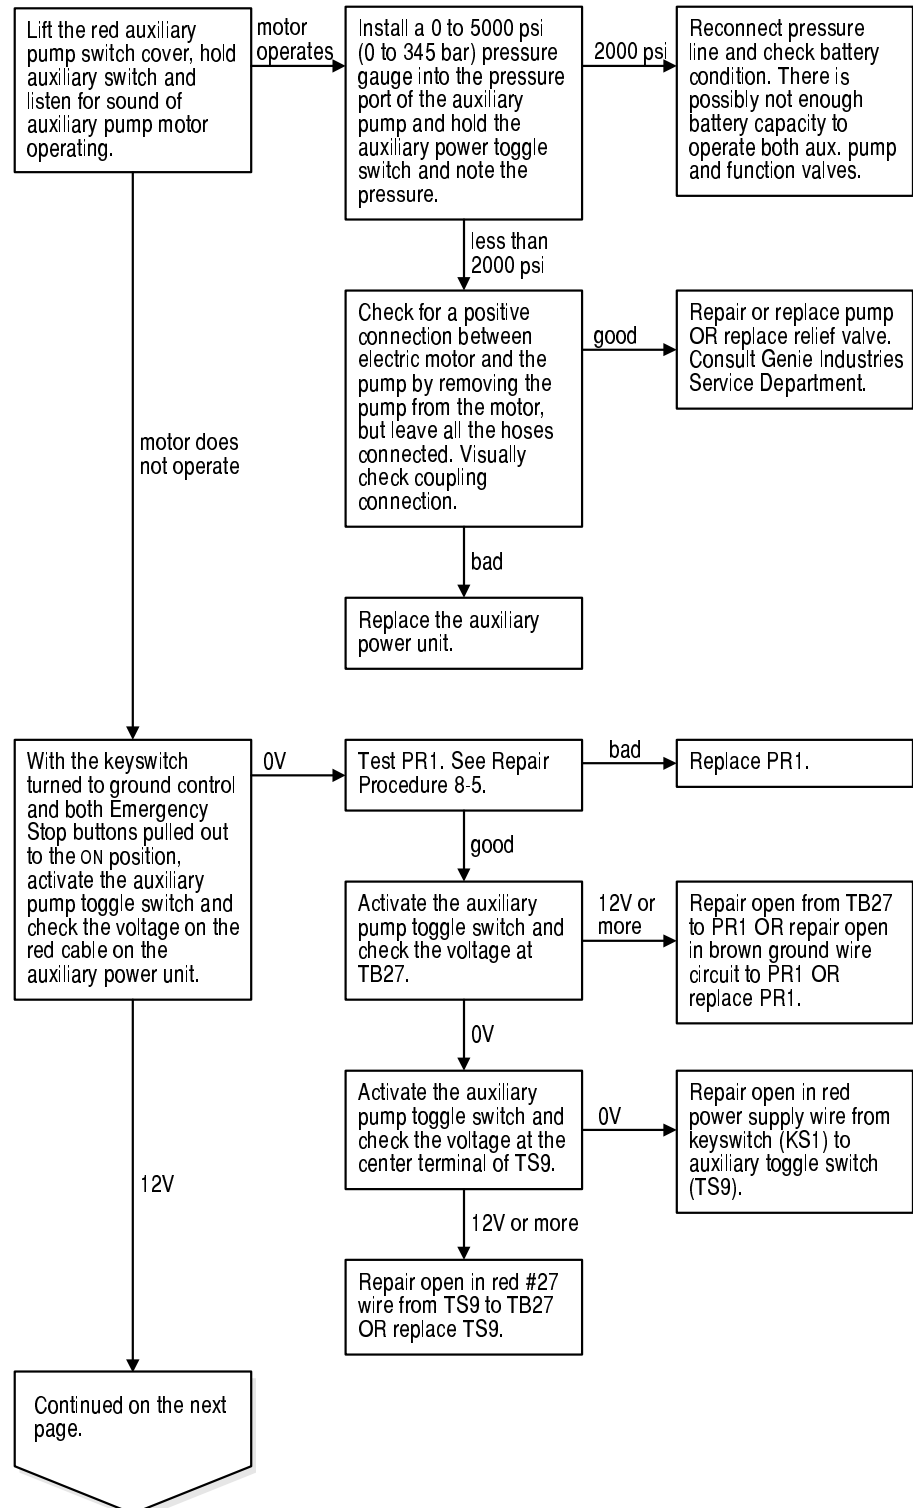 Lift the red auxiliary
pump switch cover, hold
auxiliary switch and
listen for sound of
auxiliary pump motor
operating.
motor
operates
Install a 0 to 5000 psi
(0 to 345 bar) pressure
gauge into the pressure
port of the auxiliary
pump and hold the
auxiliary power toggle
switch and note the
pressure.
2000 psi
Reconnect pressure
line and check battery
condition. There is
possibly not enough
battery capacity to
operate both aux. pump
and function valves.
less than
2000 psi
Check for a positive
connection between
electric motor and the
pump by removing the
pump from the motor,
but leave all the hoses
connected. Visually
check coupling
connection.
good
Repair or replace pump
OR replace relief valve.
Consult Genie Industries
Service Department.
motor does
not operate
bad
Replace the auxiliary
power unit.
With the keyswitch
turned to ground control
and both Emergency
Stop buttons pulled out
to the ON position,
activate the auxiliary
pump toggle switch and
check the voltage on the
red cable on the
auxiliary power unit.
0V
Test PR1. See Repair
Procedure 8-5.
bad
Replace PR1.
good
Activate the auxiliary
pump toggle switch and
check the voltage at
TB27.
12V or
more
Repair open from TB27
to PR1 OR repair open
in brown ground wire
circuit to PR1 OR
replace PR1.
0V
Activate the auxiliary
pump toggle switch and
check the voltage at the
center terminal of TS9.
0V
Repair open in red
power supply wire from
keyswitch (KS1) to
auxiliary toggle switch
(TS9).
12V
12V or more
Repair open in red #27
wire from TS9 to TB27
OR replace TS9.
Continued on the next
page.